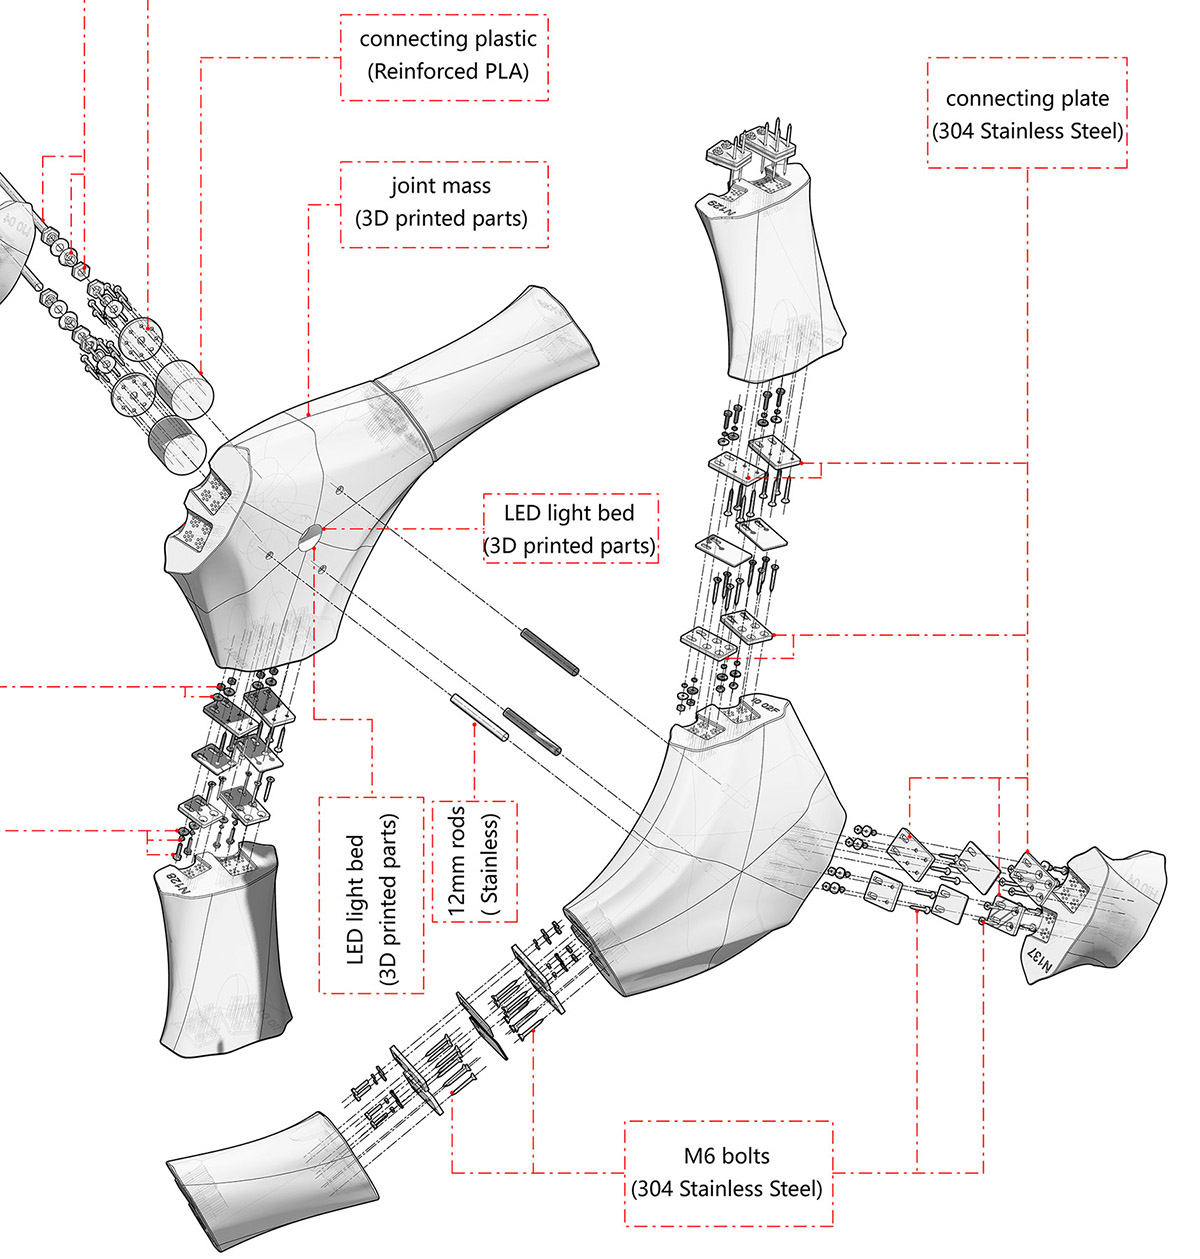 connecting plastic
(Reinforced PLA)
connecting plate
(304 Stainless Steel)
joint mass
(3D printed parts)
N129
LED light bed
(3D printed parts)
02F
LED light bed
(3D printed parts)
12mm rods
( Stainless)
N128
N137
M6 bolts
(304 Stainless Steel)